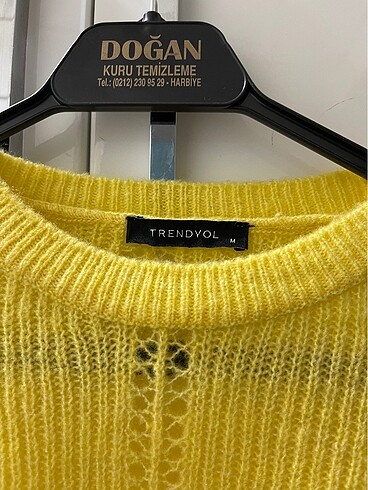 DOĞAN
KURU TEMİZLEME
Tel.: (0212) 230 95 29 - HARBİYE
TRENDYOL
M